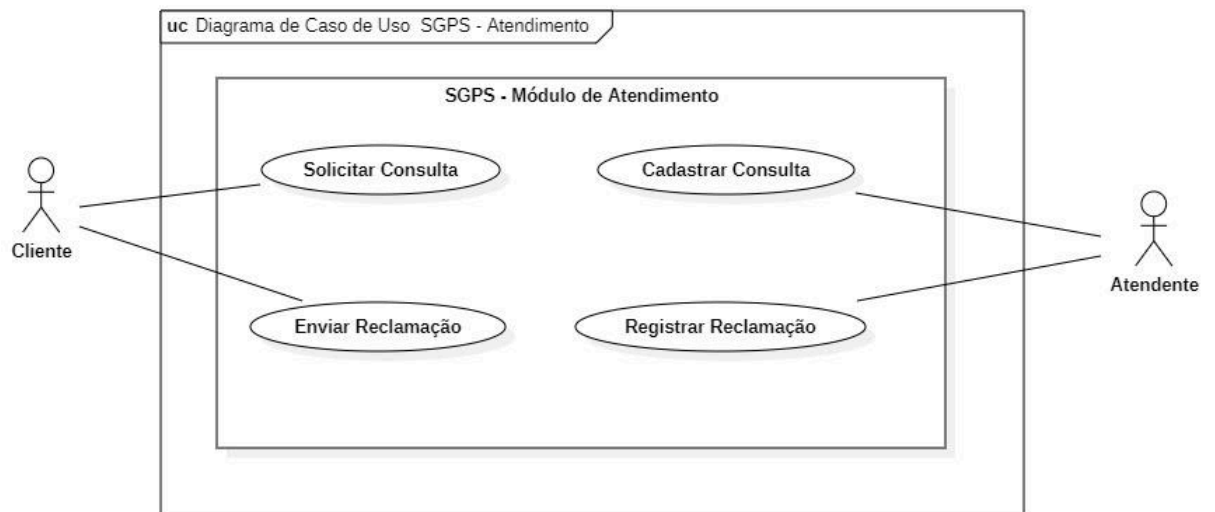 uc Diagrama de Caso de Uso SGPS - Atendimento
SGPS - Módulo de Atendimento
Solicitar Consulta
Cadastrar Consulta
Cliente
Atendente
Enviar Reclamação
Registrar Reclamação